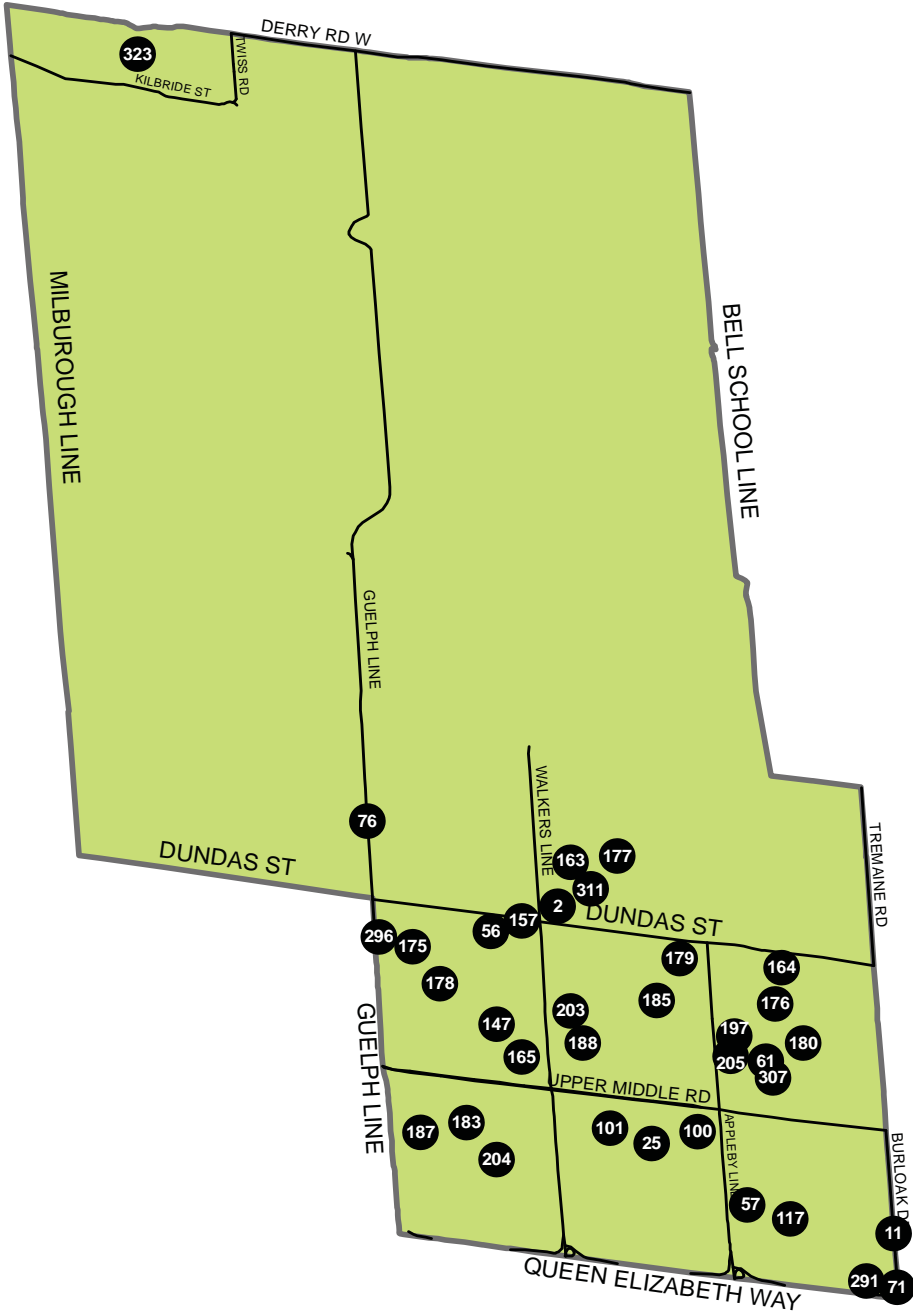 DERRY RD W
323
TWISS RD
KILBRIDE ST
MILBUROUGH LINE
BELL SCHOOL LINE
GUELPH LINE
76
WALKERS LINE
TREMAINE RD
DUNDAS ST
163
177
311
2
157
DUNDAS ST
56
296
175
179
164
178
185
176
203
147
197
188
180
165
205
61
307
GUELPH LINE
UPPER MIDDLE RD
183
187
101
100
25
204
APPLEBY LINE
BURLOAK D
57
117
11
291
71
QUEEN ELIZABETH WAY